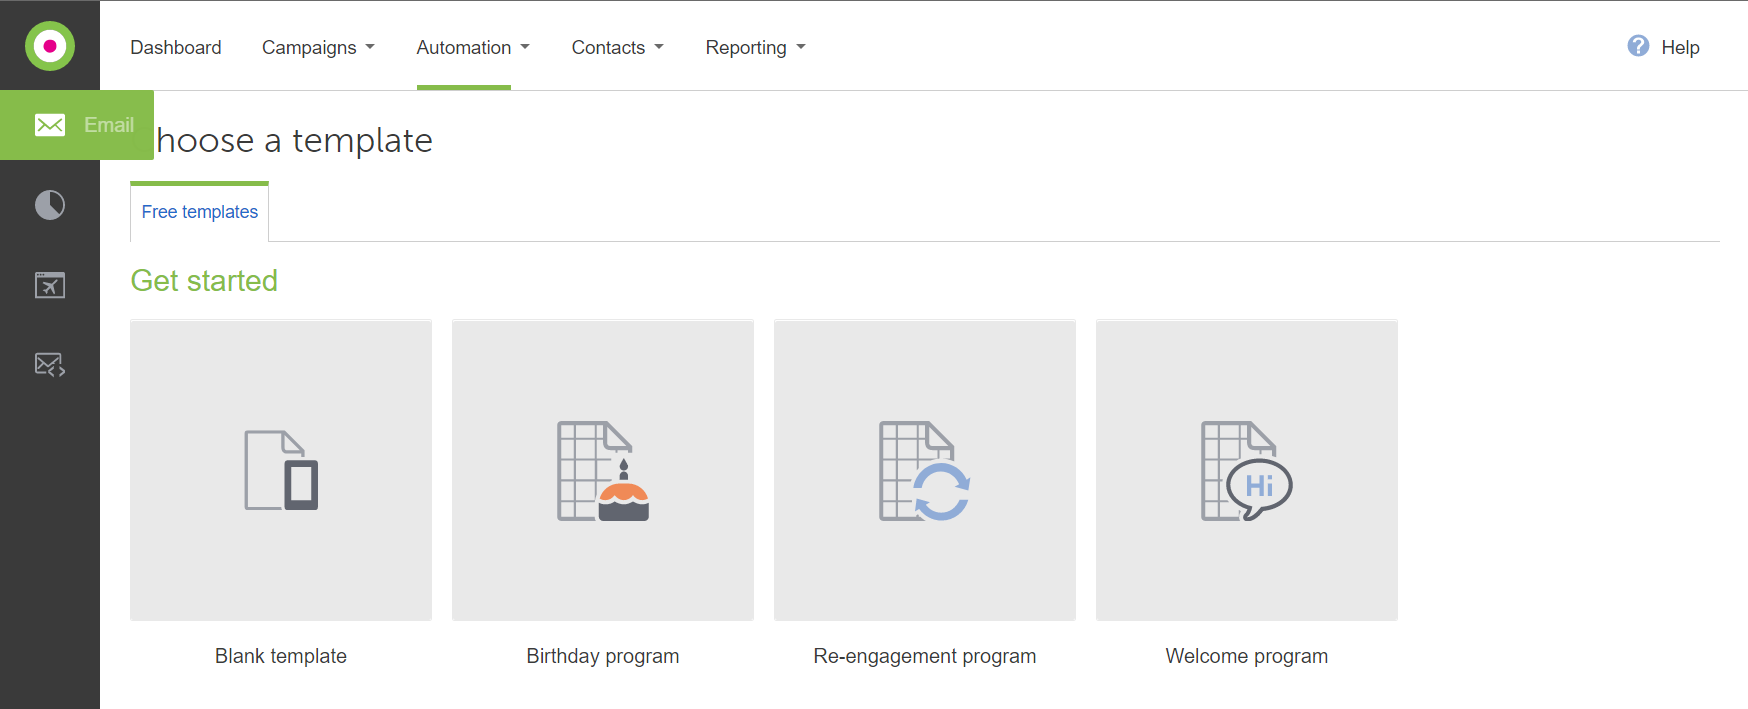 Dashboard Campaigns Automation Contacts Reporting Help
Email
hoose a template
Free templates
Get started
Hi
Blank template Birthday program Re-engagement program Welcome program